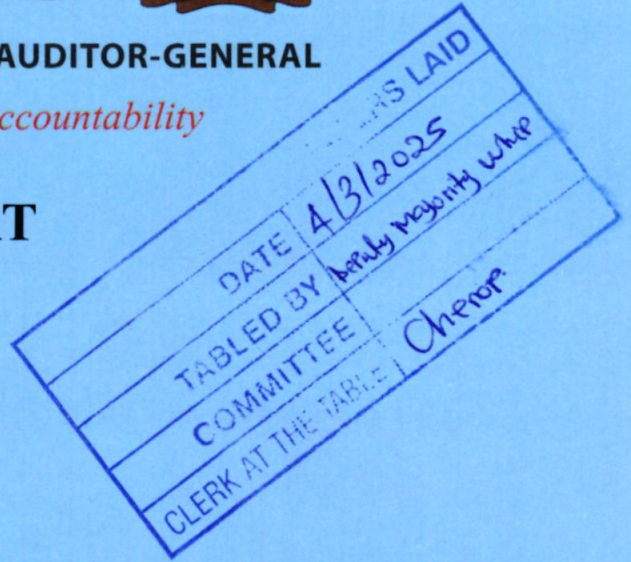 AUDITOR-GENERAL
ccountability
T
RS LAID
DATE 4/3/2025
TABLED BY Deputy Majority Whip
COMMITTEE
CLERK AT THE TABLE Cherop